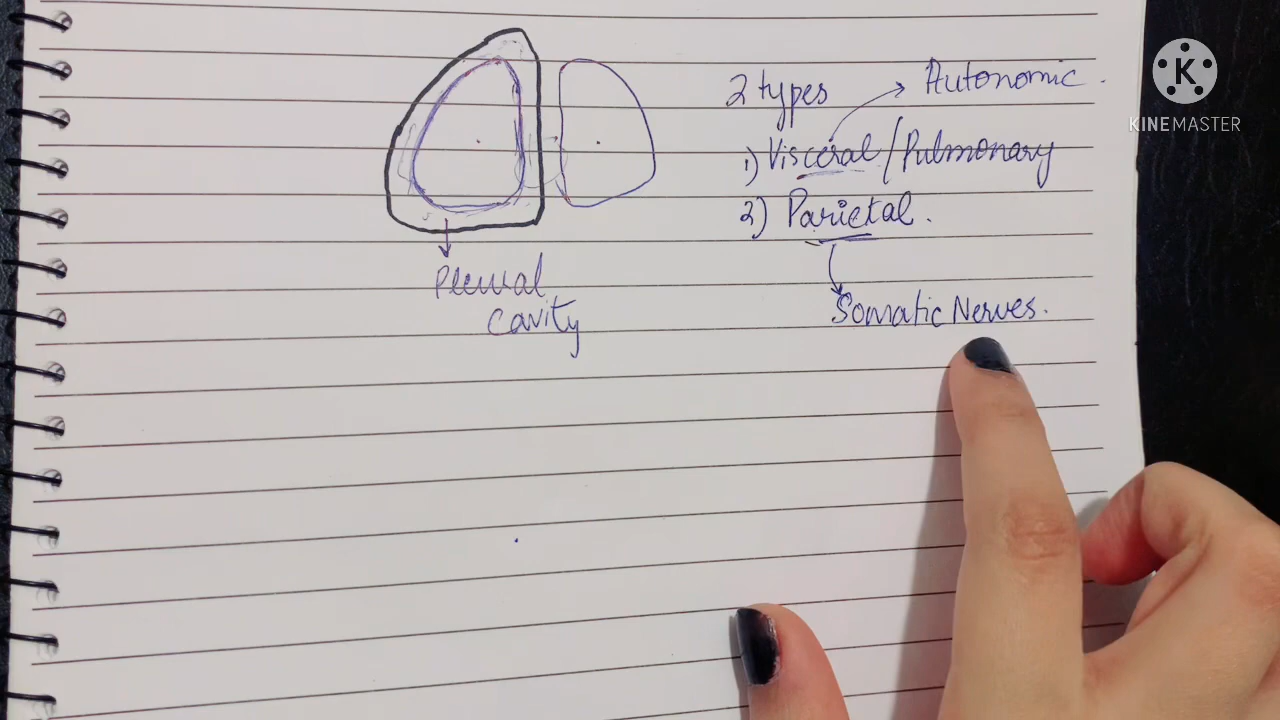 2 types
Autonomic.
1) Visceral/Pulmonary
2) Parietal.
Somatic Nerves.
Pleural
Cavity
K
KINEMASTER